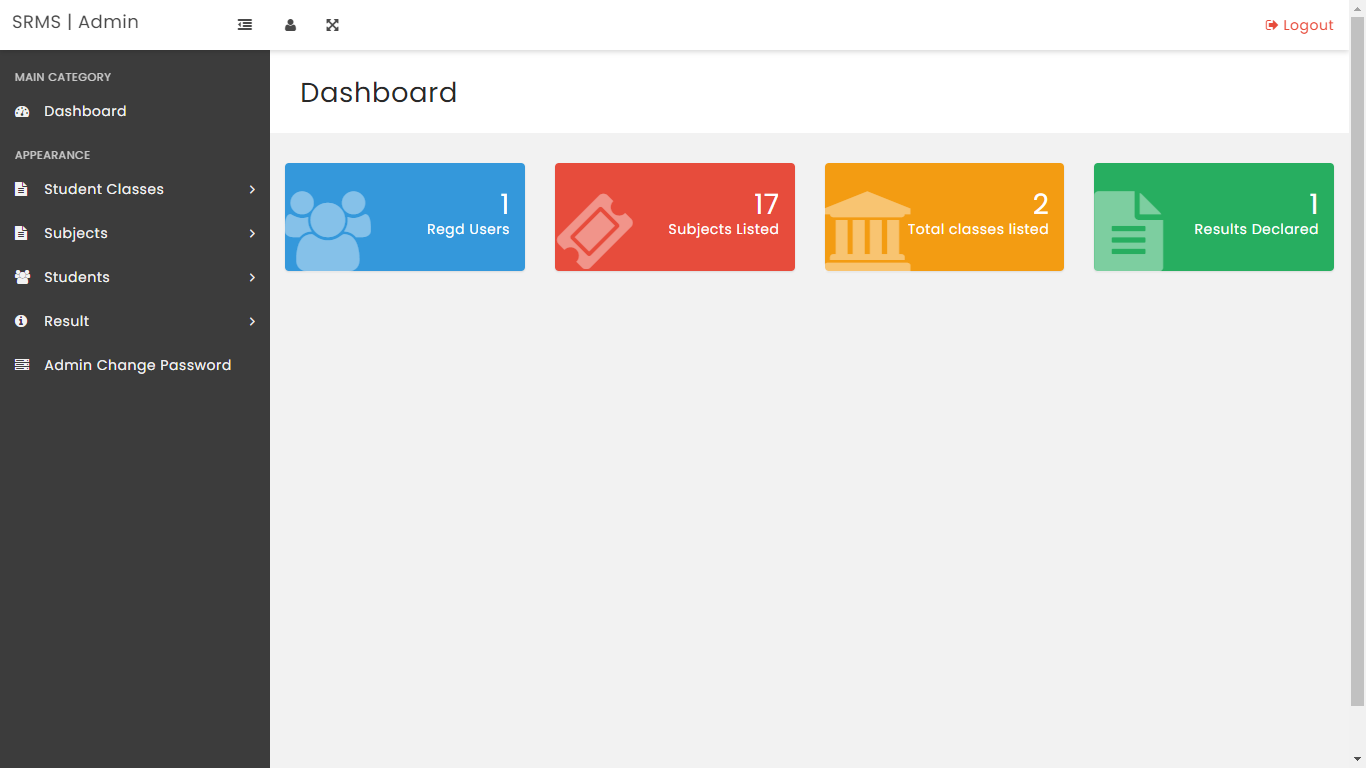 SRMS | Admin
Logout
MAIN CATEGORY
Dashboard
APPEARANCE
Student Classes
Subjects
Students
Result
Admin Change Password
Dashboard
1
Regd Users
17
Subjects Listed
2
Total classes listed
1
Results Declared